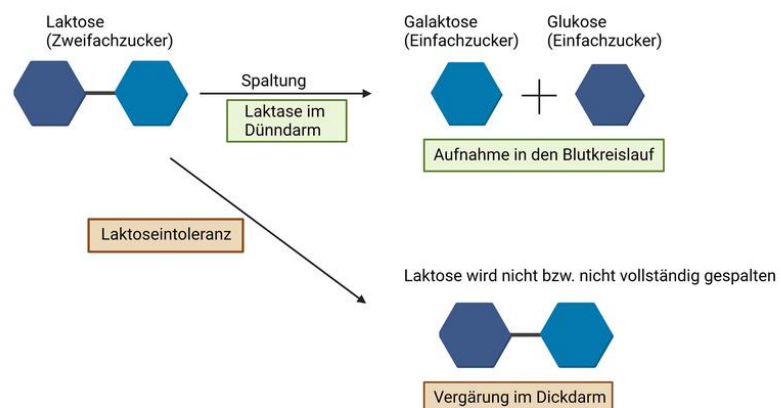 Laktose
(Zweifachzucker)
Spaltung
Laktase im
Dünndarm
Galaktose
(Einfachzucker)
Glukose
(Einfachzucker)
Aufnahme in den Blutkreislauf
Laktoseintoleranz
Laktose wird nicht bzw. nicht vollständig gespalten
Vergärung im Dickdarm